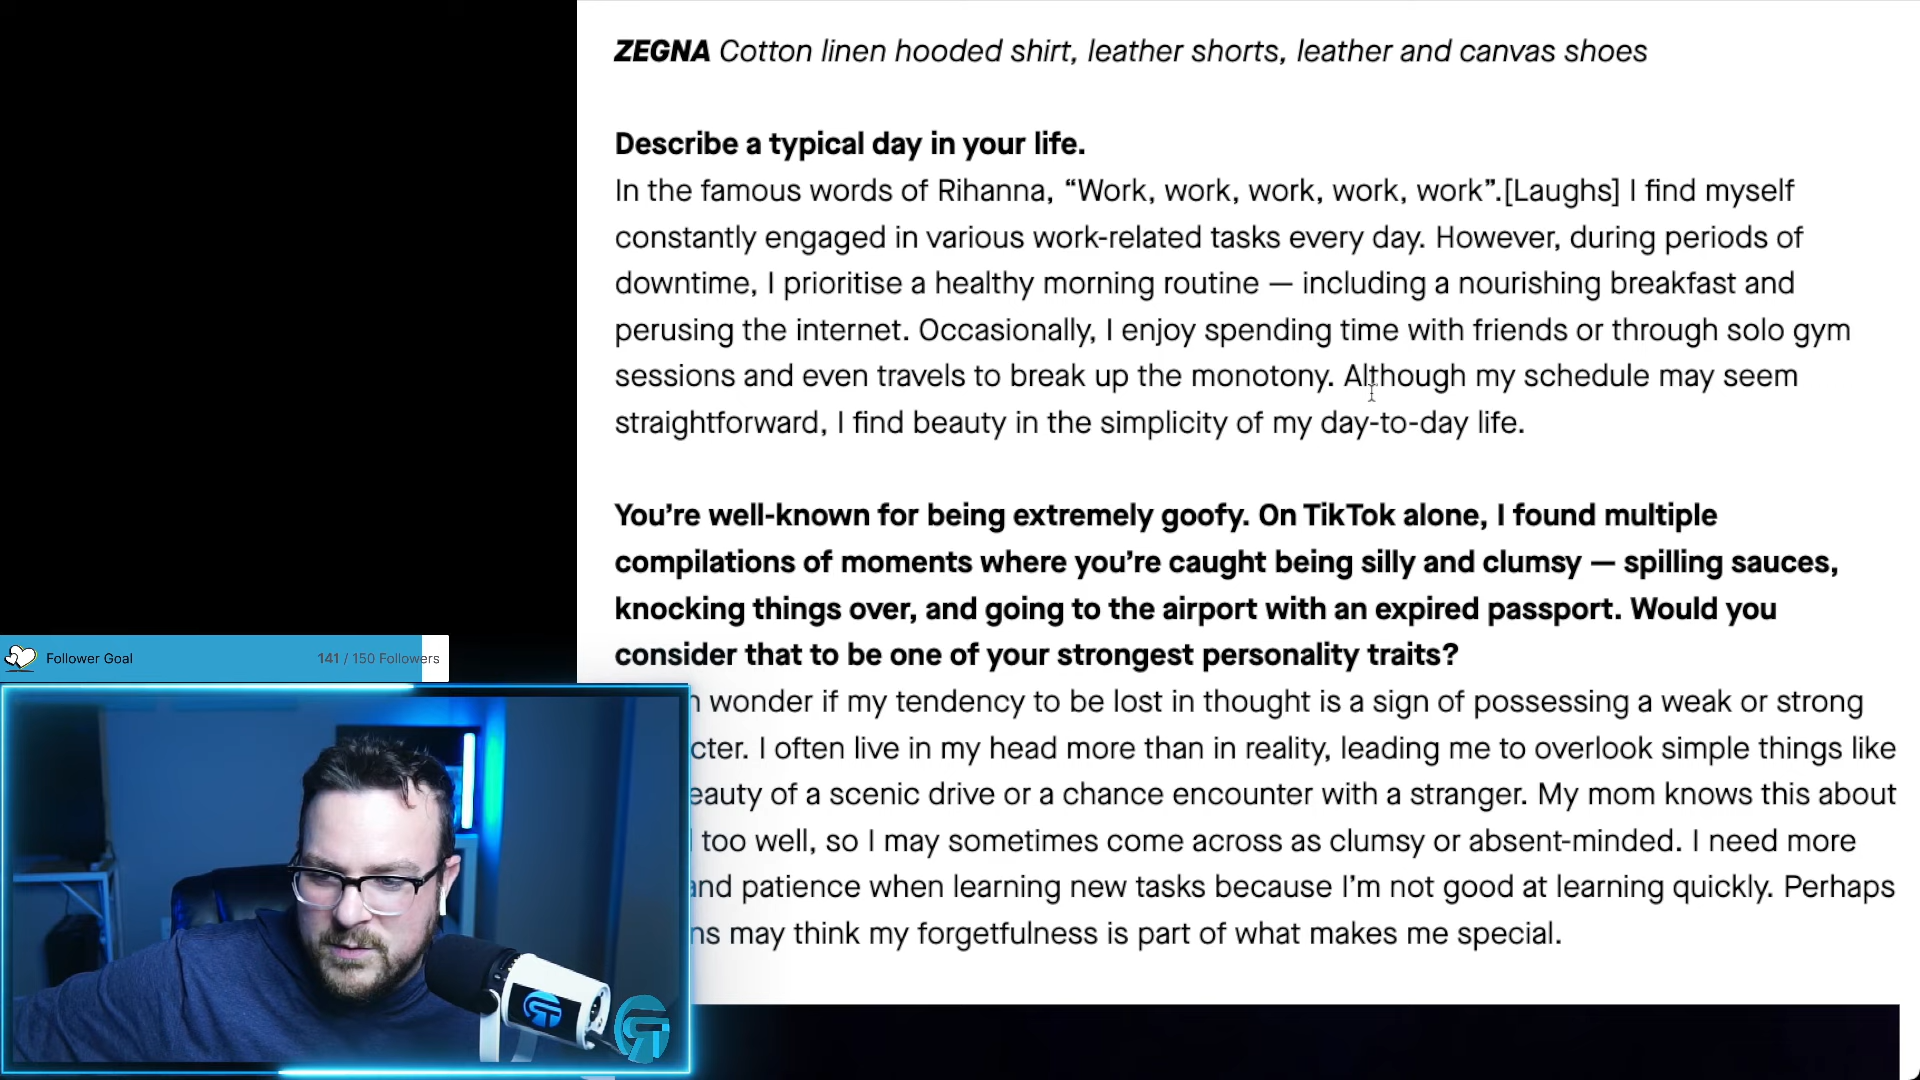 ZEGNA Cotton linen hooded shirt, leather shorts, leather and canvas shoes
Describe a typical day in your life.
In the famous words of Rihanna, “Work, work, work, work, work”.[Laughs] I find myself
constantly engaged in various work-related tasks every day. However, during periods of
downtime, I prioritise a healthy morning routine — including a nourishing breakfast and
perusing the internet. Occasionally, I enjoy spending time with friends or through solo gym
sessions and even travels to break up the monotony. Although my schedule may seem
straightforward, I find beauty in the simplicity of my day-to-day life.
You’re well-known for being extremely goofy. On TikTok alone, I found multiple
compilations of moments where you’re caught being silly and clumsy — spilling sauces,
knocking things over, and going to the airport with an expired passport. Would you
consider that to be one of your strongest personality traits?
wonder if my tendency to be lost in thought is a sign of possessing a weak or strong
I often live in my head more than in reality, leading me to overlook simple things like
of a scenic drive or a chance encounter with a stranger. My mom knows this about
too well, so I may sometimes come across as clumsy or absent-minded. I need more
and patience when learning new tasks because I’m not good at learning quickly. Perhaps
may think my forgetfulness is part of what makes me special.
Follower Goal 141 / 150 Followers